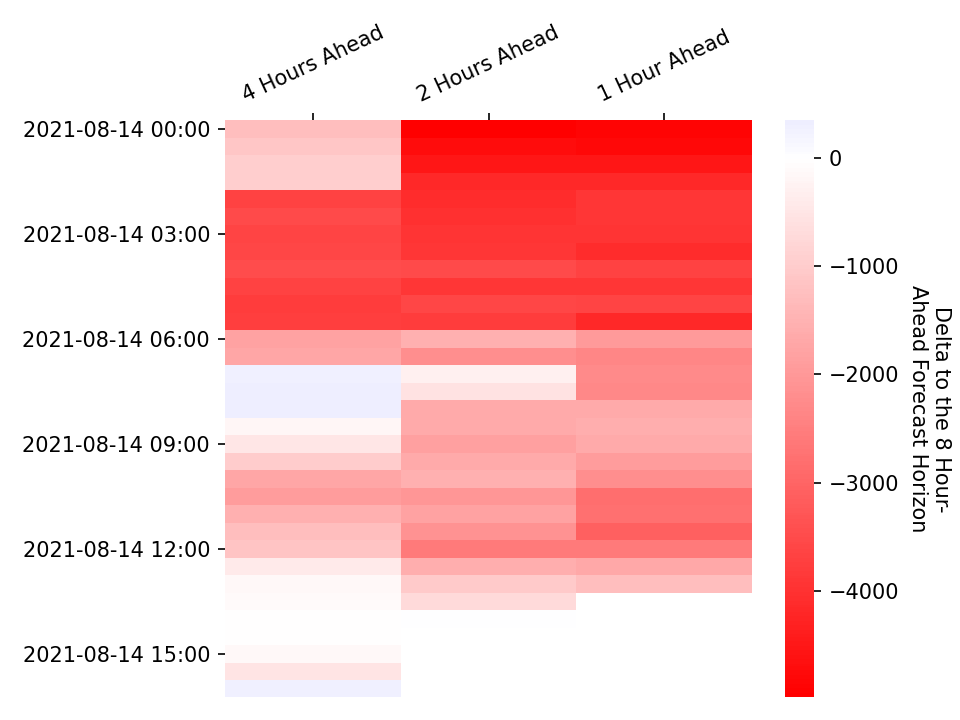 4 Hours Ahead
2 Hours Ahead
1 Hour Ahead
2021-08-14 00:00
2021-08-14 03:00
2021-08-14 06:00
2021-08-14 09:00
2021-08-14 12:00
2021-08-14 15:00
0
−1000
−2000
−3000
−4000
Delta to the 8 Hour-
Ahead Forecast Horizon